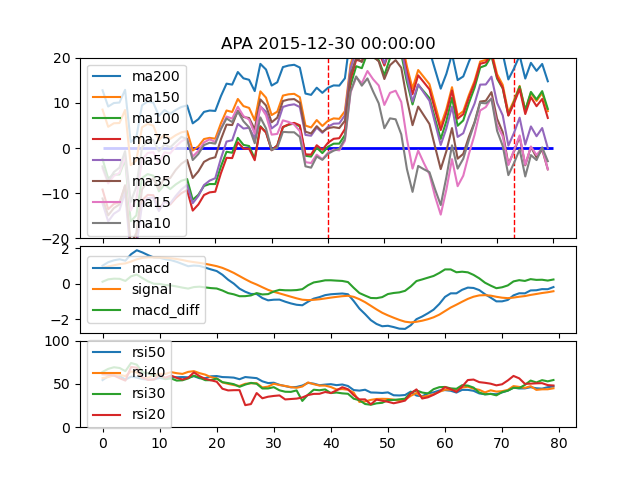 APA 2015-12-30 00:00:00
20
10
0
−10
−20
ma200
ma150
ma100
ma75
ma50
ma35
ma15
ma10
2
0
−2
macd
signal
macd_diff
100
50
0
rsi50
rsi40
rsi30
rsi20
0 10 20 30 40 50 60 70 80